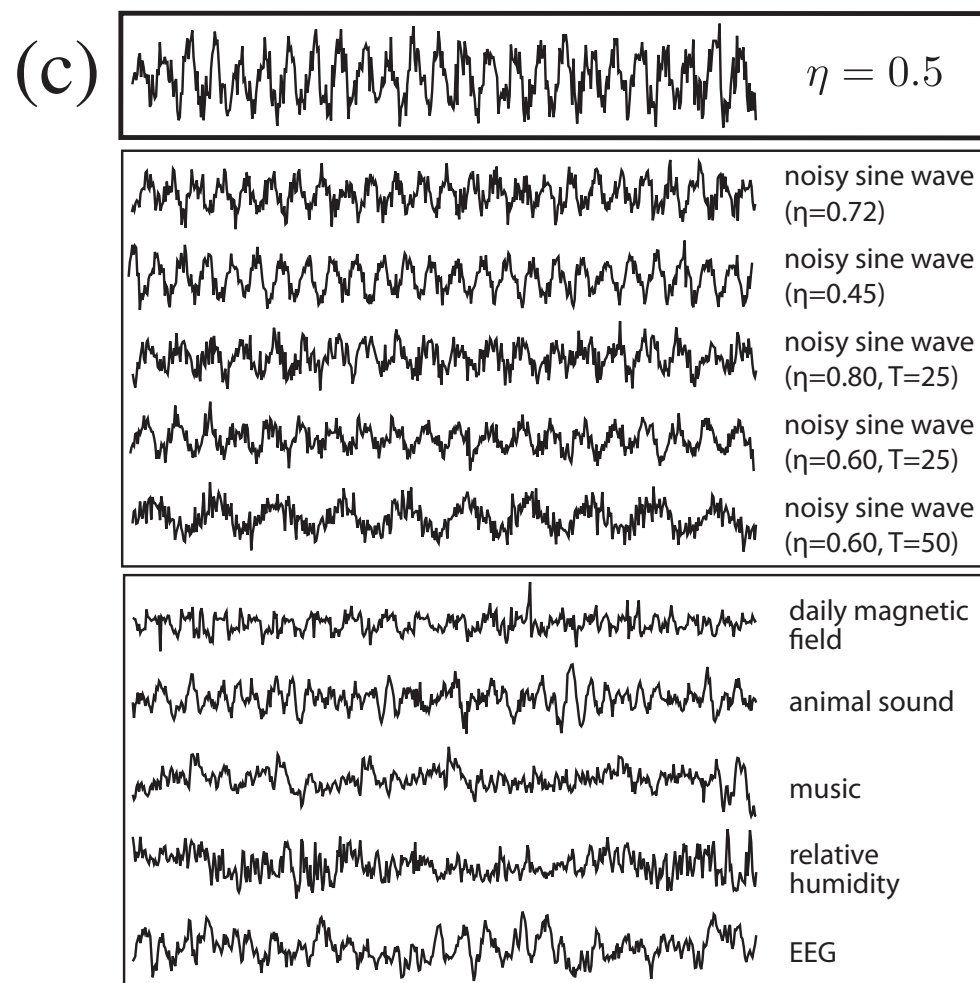 (c)
η = 0.5
noisy sine wave
(η=0.72)
noisy sine wave
(η=0.45)
noisy sine wave
(η=0.80, T=25)
noisy sine wave
(η=0.60, T=25)
noisy sine wave
(η=0.60, T=50)
daily magnetic
field
animal sound
music
relative
humidity
EEG